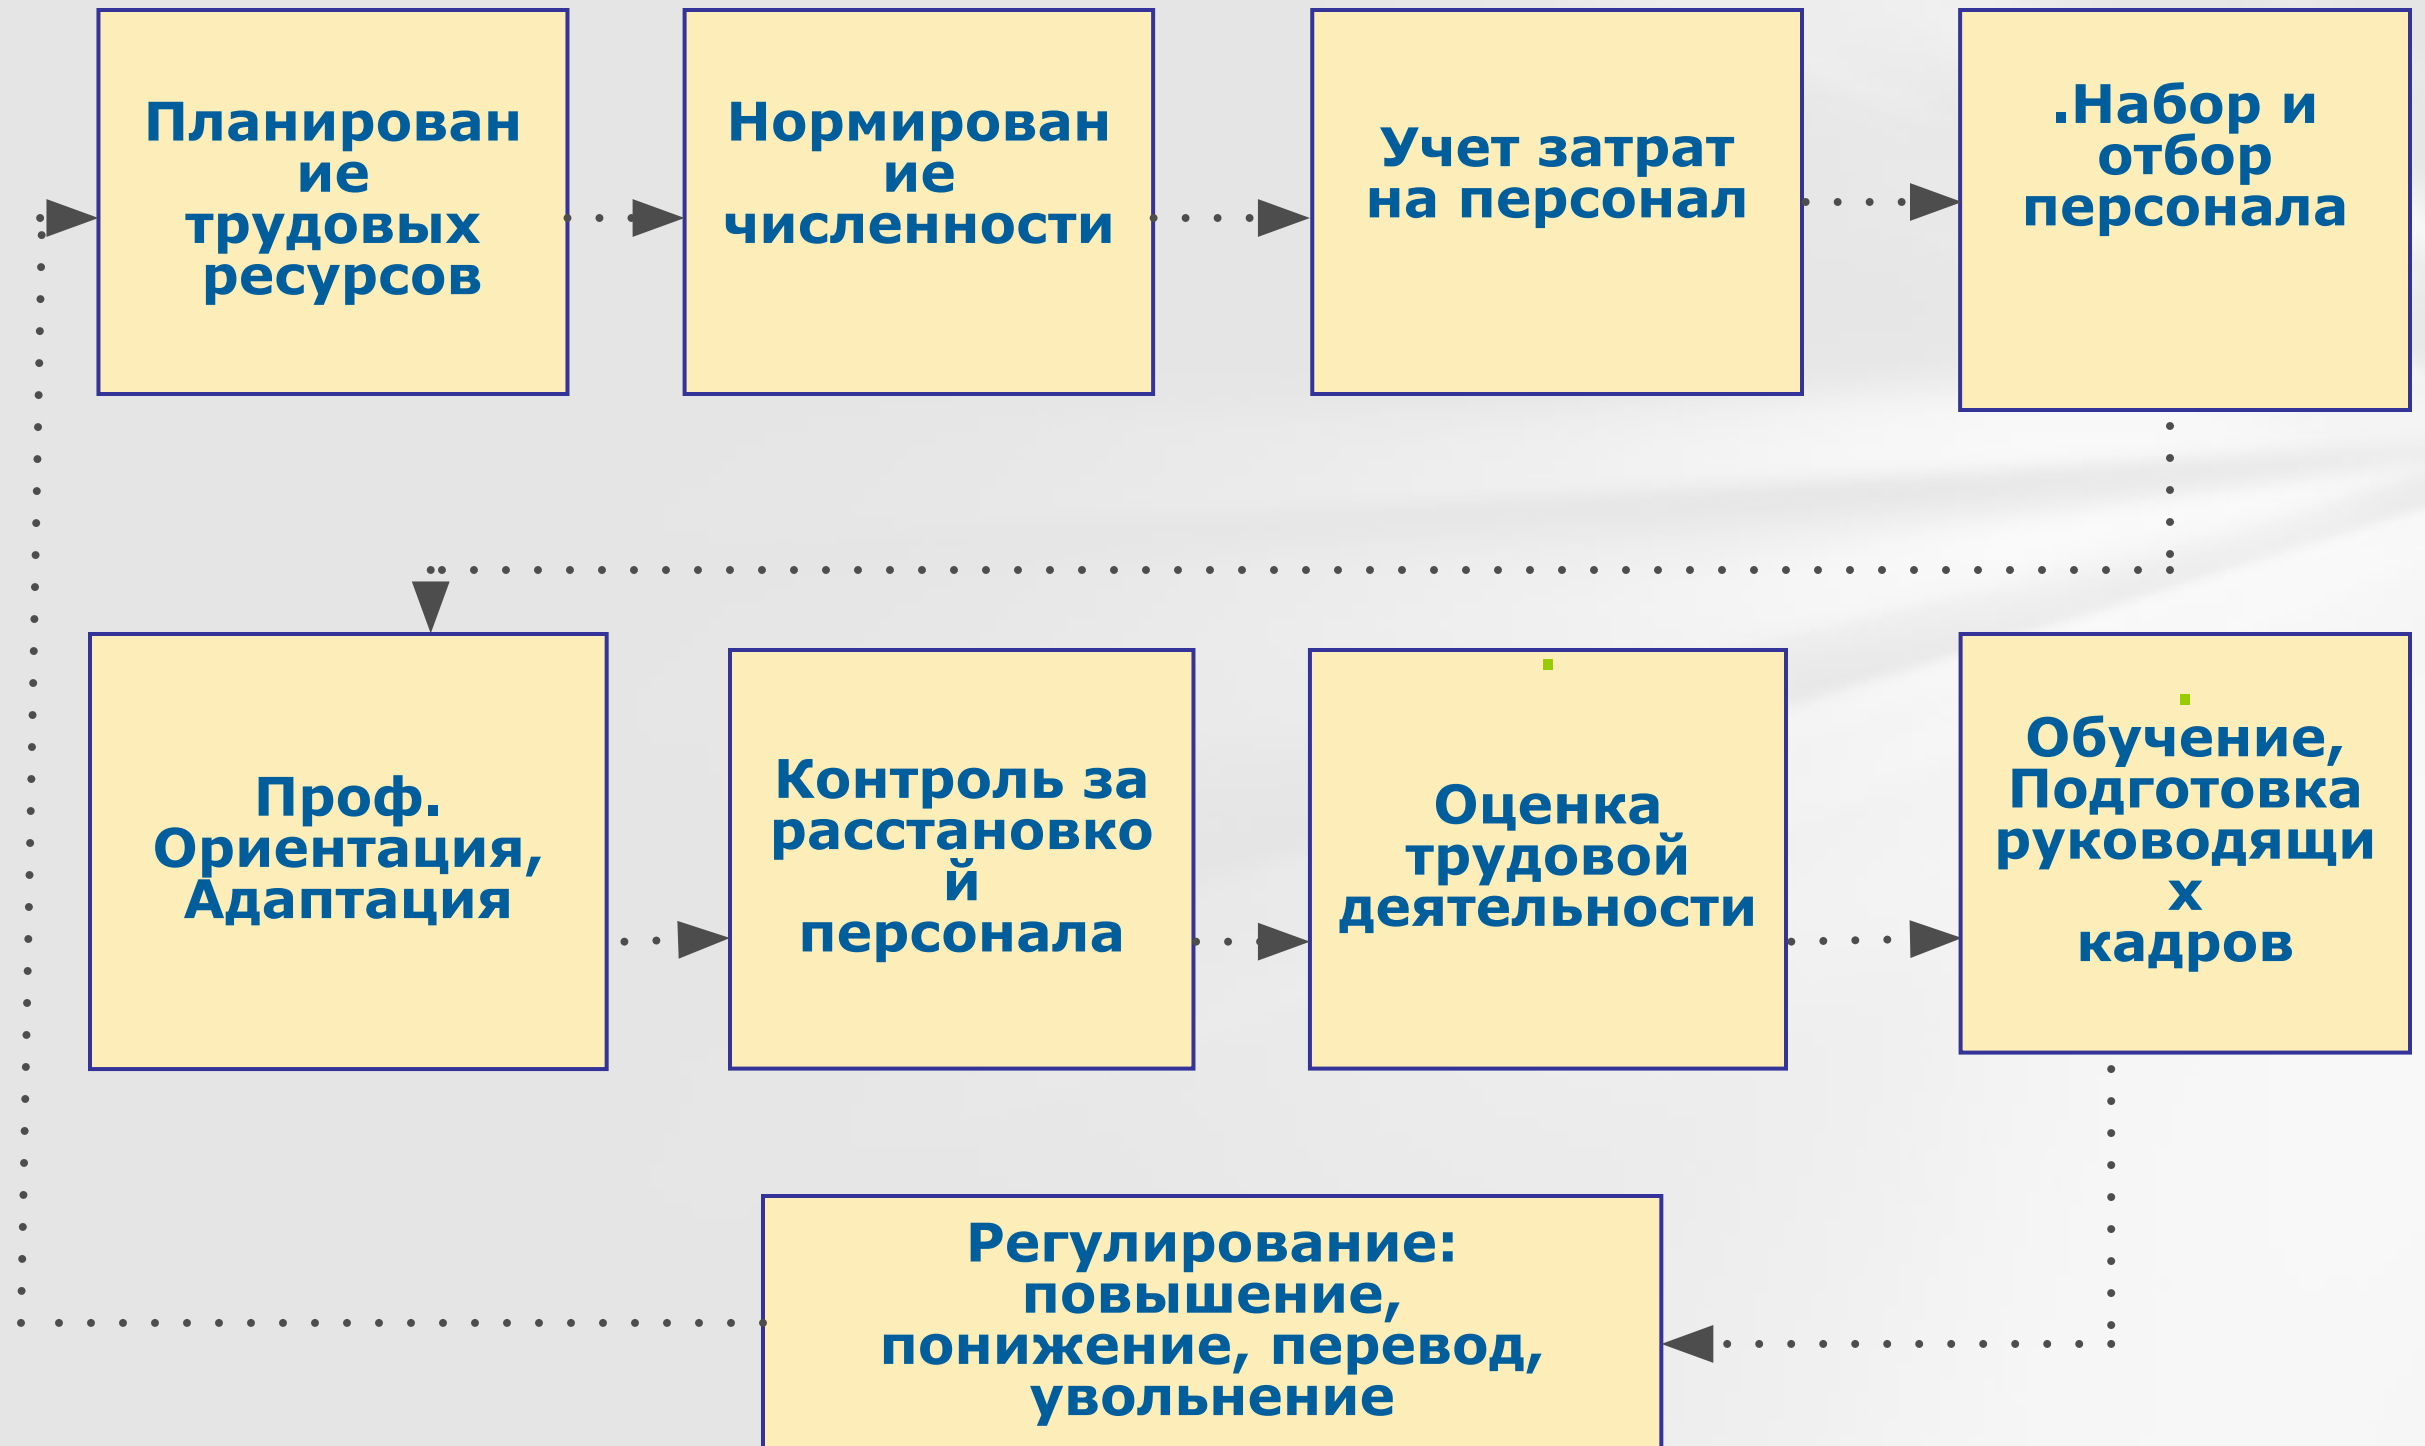 Планирован
ие
трудовых
ресурсов
Нормирован
ие
численности
Учет затрат
на персонал
.Набор и
отбор
персонала
Проф.
Ориентация,
Адаптация
Контроль за
расстановко
й
персонала
Оценка
трудовой
деятельности
Обучение,
Подготовка
руководящи
х
кадров
Регулирование:
повышение,
понижение, перевод,
увольнение